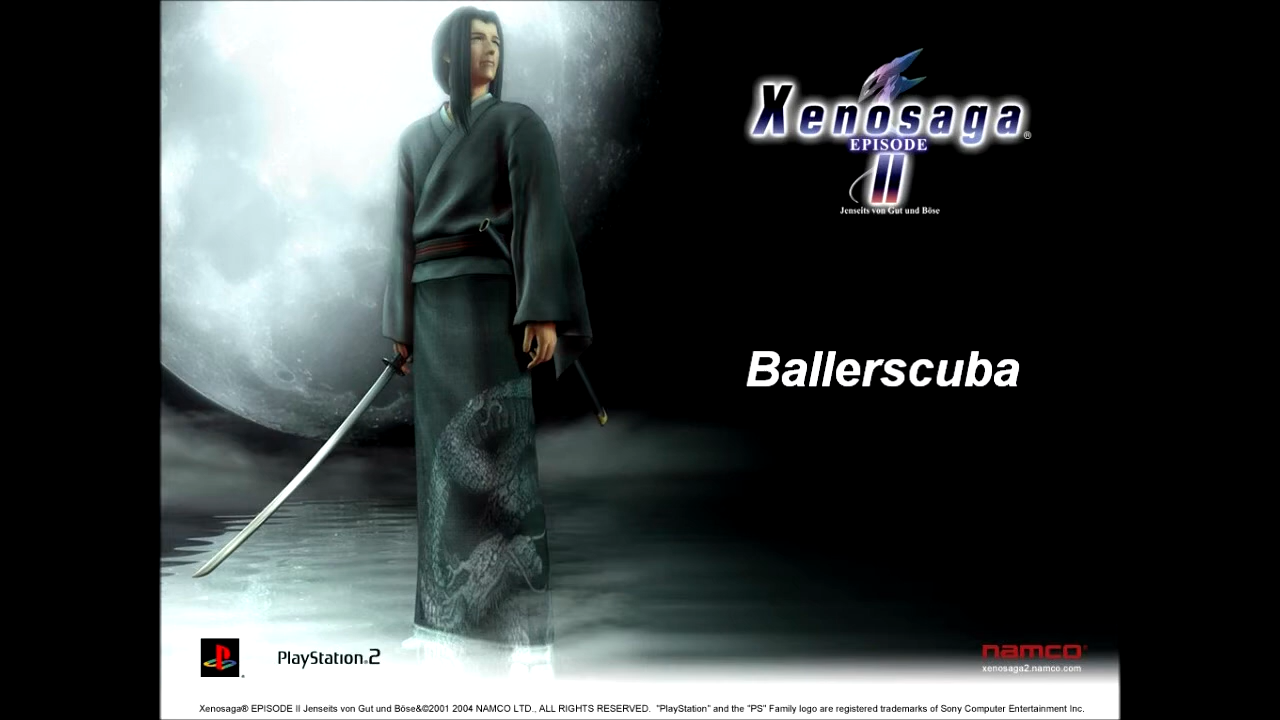 Xenosaga®
EPISODE
II
Jenseits von Gut und Böse
Ballerscuba
PlayStation®2
namco®
xenosaga2.namco.com
Xenosaga® EPISODE II Jenseits von Gut und Böse&©2001 2004 NAMCO LTD., ALL RIGHTS RESERVED. "PlayStation" and the "PS" Family logo are registered trademarks of Sony Computer Entertainment Inc.